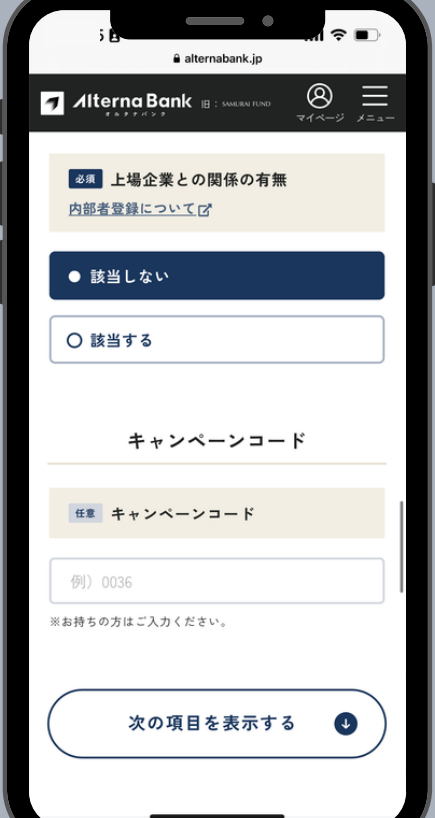 alternabank.jp
Alterna Bank
オルタナバンク
旧：SAMURAI FUND
マイページ
メニュー
必須 上場企業との関係の有無
内部者登録について
該当しない
該当する
キャンペーンコード
任意 キャンペーンコード
例）0036
※お持ちの方はご入力ください。
次の項目を表示する